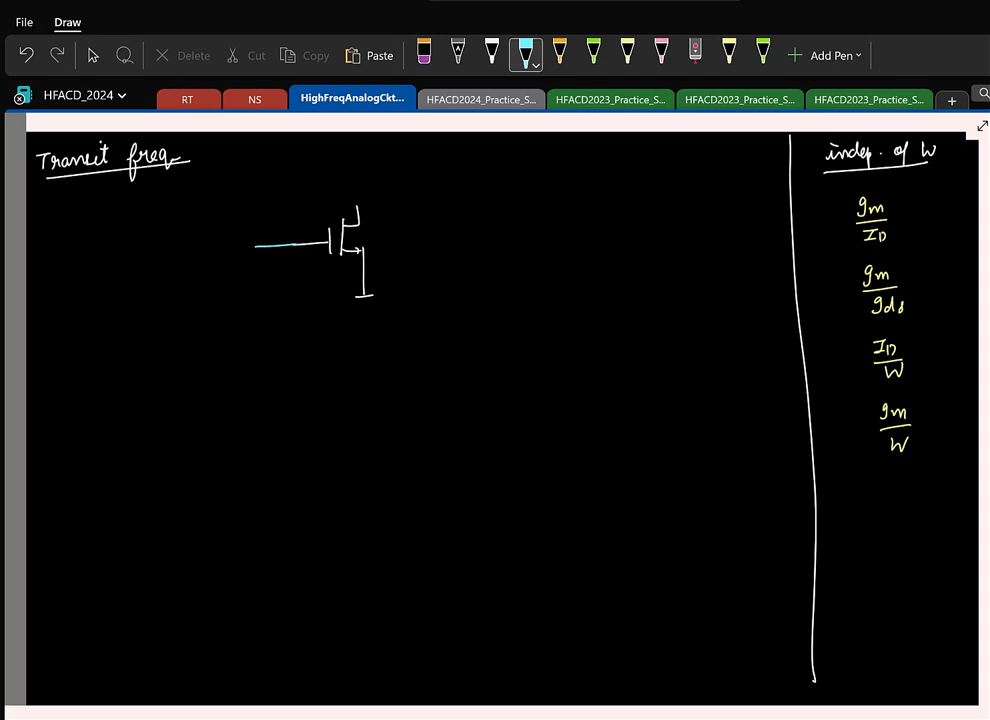 File Draw
Delete Cut Copy Paste A Add Pen
HFACD_2024 RT NS HighFreqAnalogCkt... HFACD2024_Practice_S... HFACD2023_Practice_S... HFACD2023_Practice_S... HFACD2023_Practice_S...
Transit freq
indep. of W
gm
ID
gm
gds
ID
W
gm
W